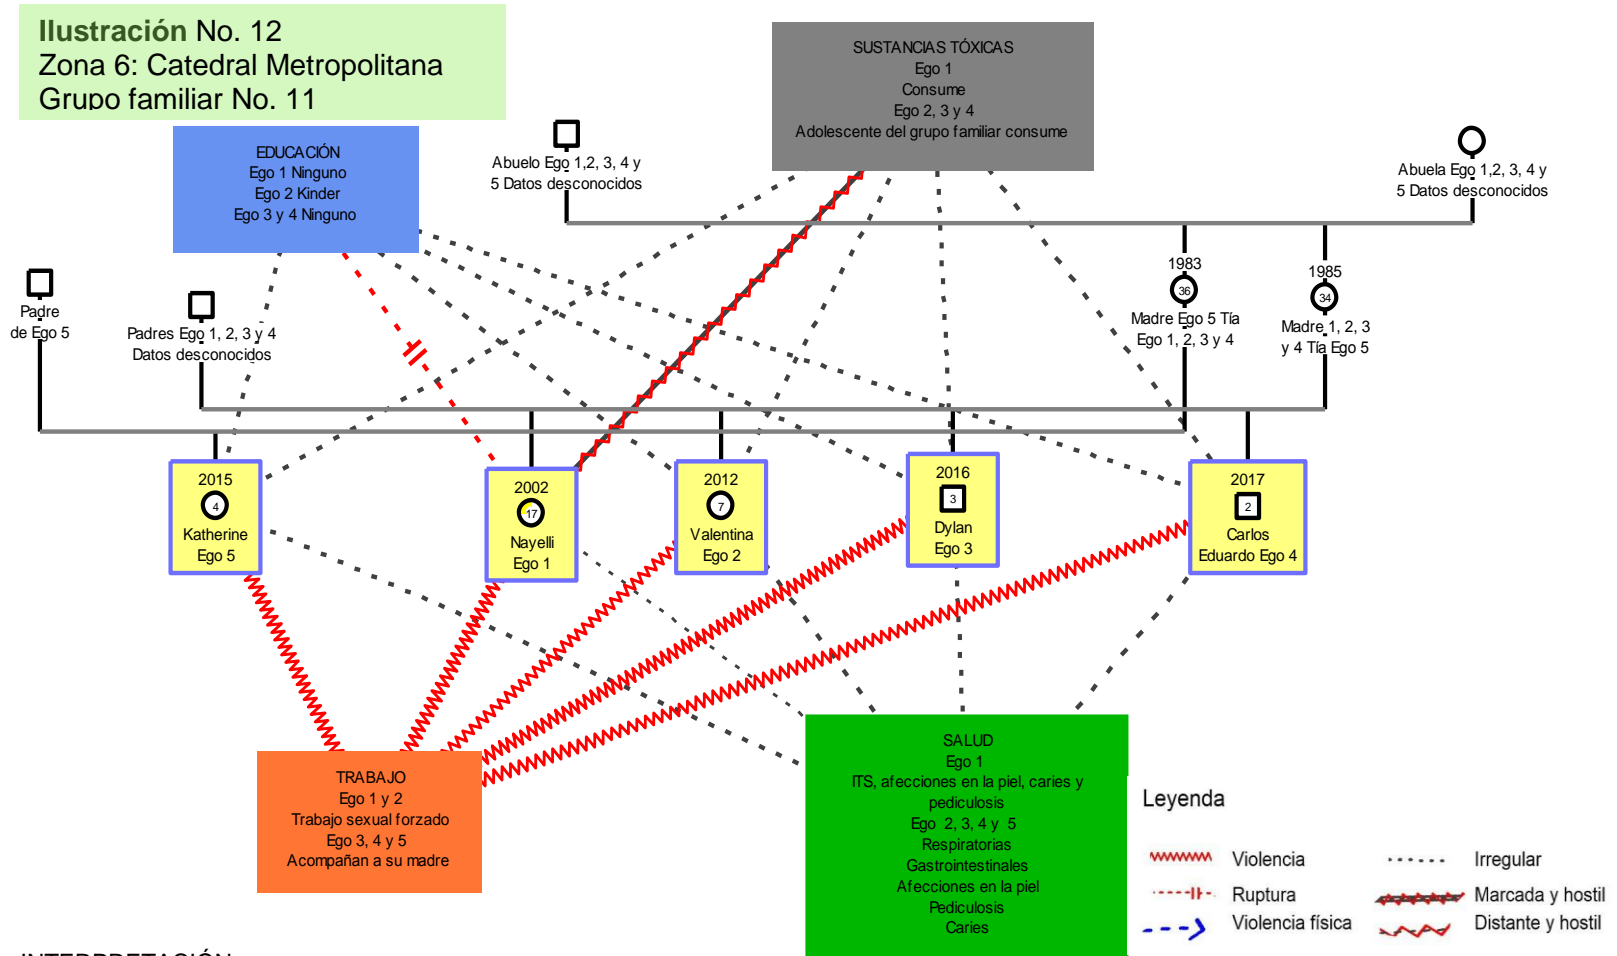 Ilustración No. 12
Zona 6: Catedral Metropolitana
Grupo familiar No. 11
SUSTANCIAS TÓXICAS
Ego 1
Consume
Ego 2, 3 y 4
Adolescente del grupo familiar consume
EDUCACIÓN
Ego 1 Ninguno
Ego 2 Kinder
Ego 3 y 4 Ninguno
Abuelo Ego 1,2, 3, 4 y
5 Datos desconocidos
Abuela Ego 1,2, 3, 4 y
5 Datos desconocidos
Padre
de Ego 5
Padres Ego 1, 2, 3 y 4
Datos desconocidos
1983
36
Madre Ego 5 Tía
Ego 1, 2, 3 y 4
1985
34
Madre 1, 2, 3
y 4 Tía Ego 5
2015
4
Katherine
Ego 5
2002
17
Nayelli
Ego 1
2012
7
Valentina
Ego 2
2016
3
Dylan
Ego 3
2017
2
Carlos
Eduardo Ego 4
TRABAJO
Ego 1 y 2
Trabajo sexual forzado
Ego 3, 4 y 5
Acompañan a su madre
SALUD
Ego 1
ITS, afecciones en la piel, caries y
pediculosis
Ego 2, 3, 4 y 5
Respiratorias
Gastrointestinales
Afecciones en la piel
Pediculosis
Caries
Leyenda
Violencia
Irregular
Ruptura
Marcada y hostil
Violencia física
Distante y hostil
INTERPRETACIÓN